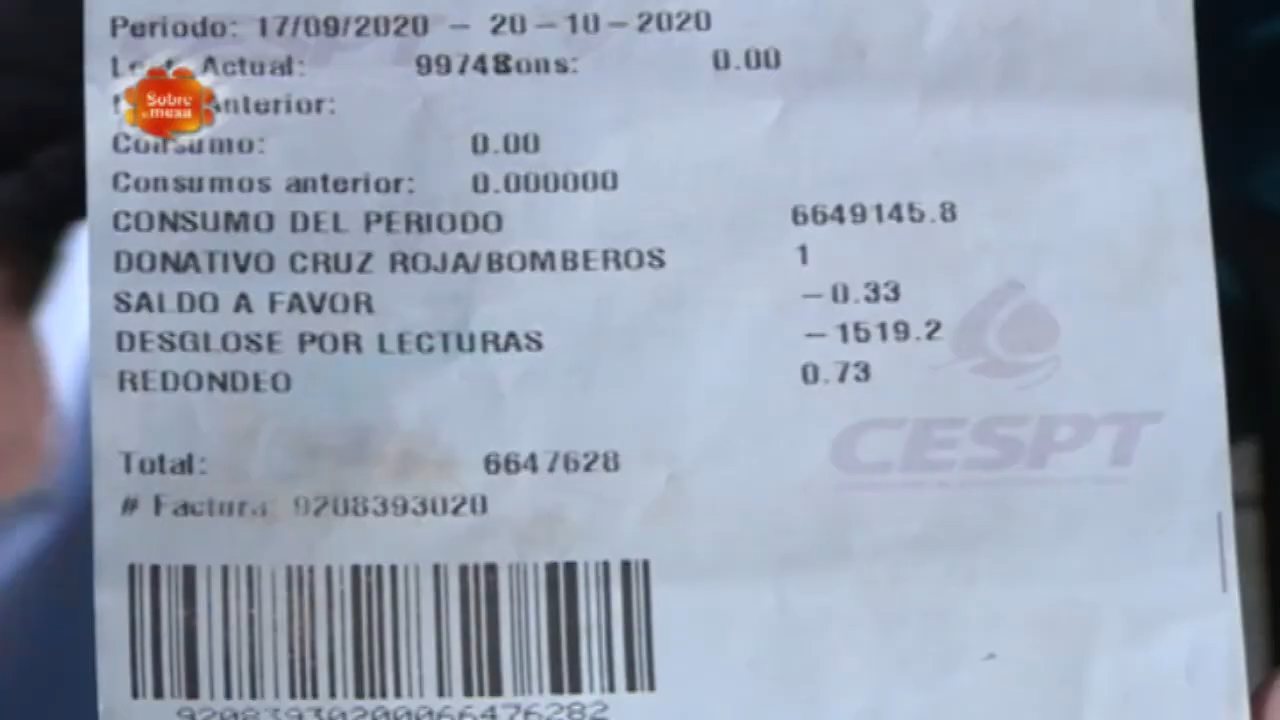 Periodo: 17/09/2020 - 20-10-2020
Actual: 99748 ons: 0.00
Anterior:
Consumo: 0.00
Consumos anterior: 0.000000
CONSUMO DEL PERIODO 6649145.8
DONATIVO CRUZ ROJA/BOMBEROS 1
SALDO A FAVOR -0.33
DESGLOSE POR LECTURAS -1519.2
REDONDEO 0.73
Total: 6647628
# Factura: 9208393020
920839302000066476282
Sobre
mesa
CESPT